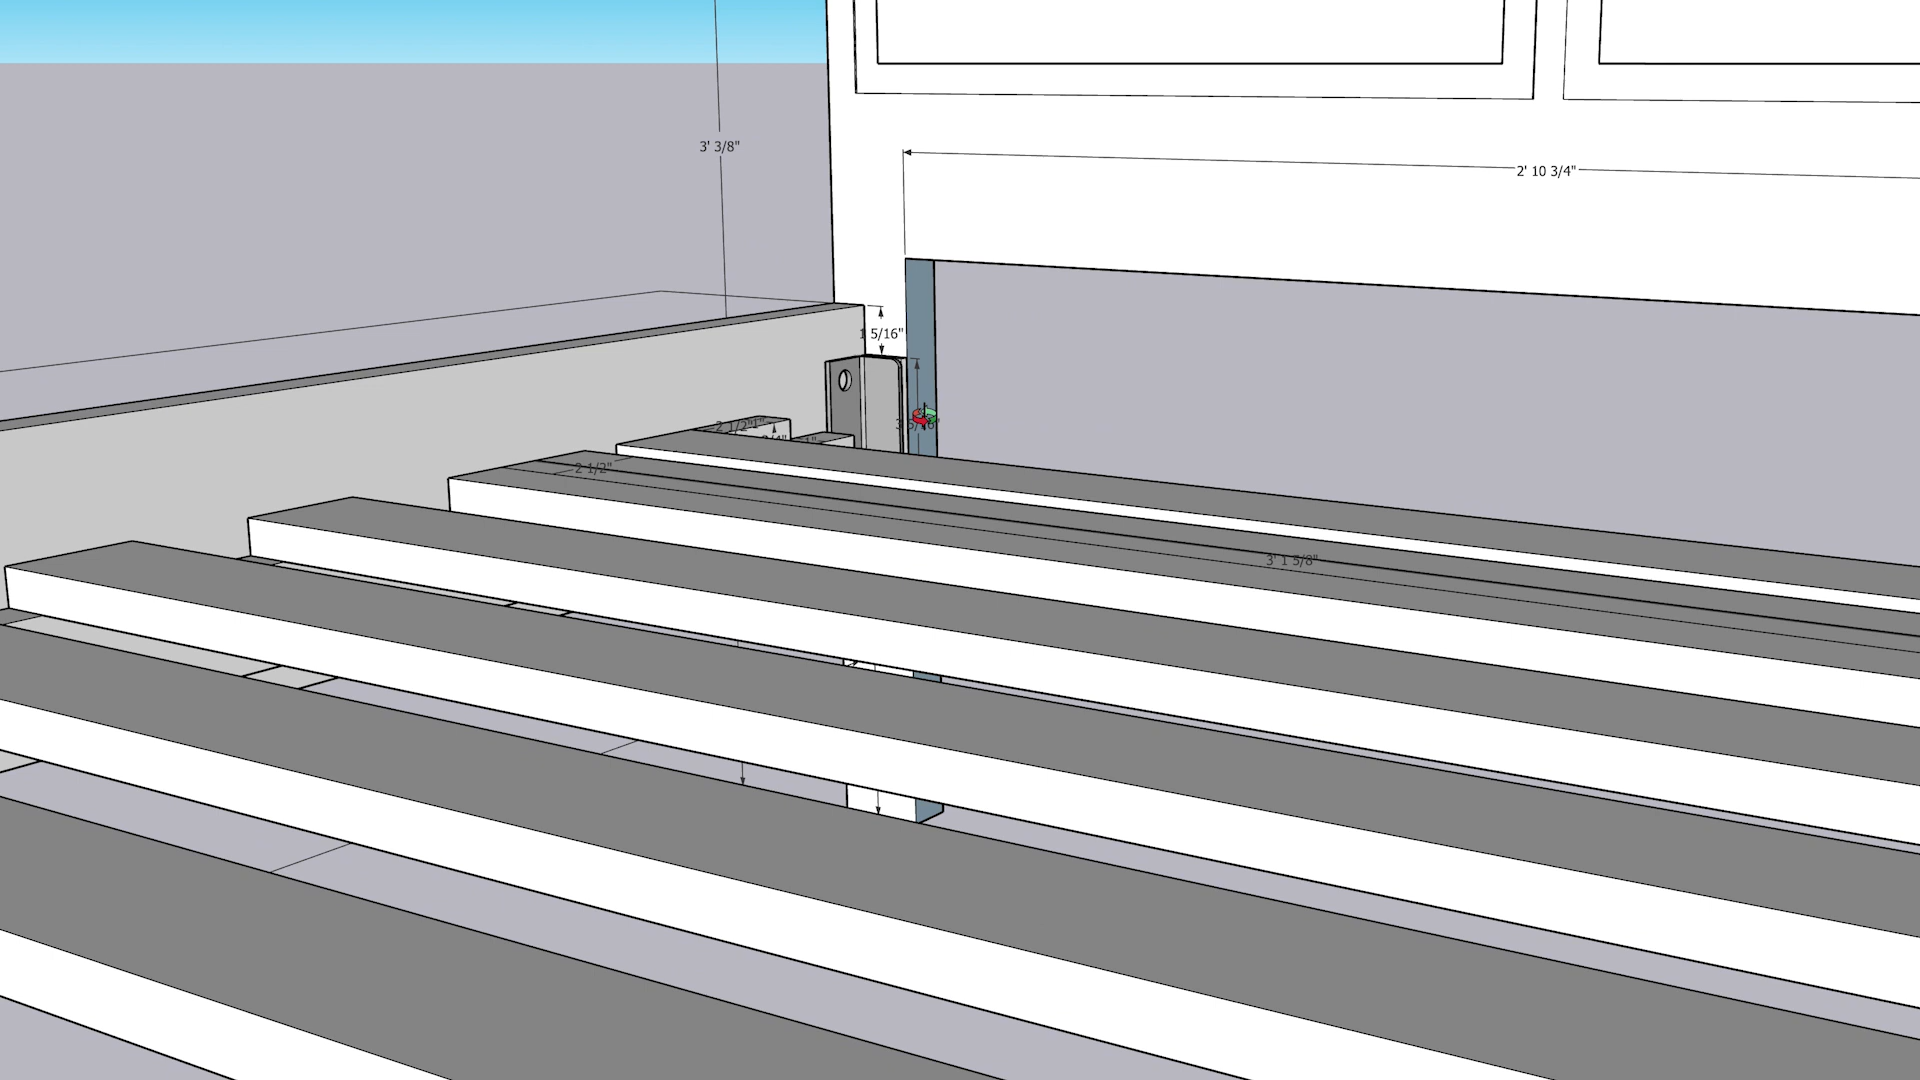 3' 3/8"
2' 10 3/4"
1 5/16"
2 1/2"
1"
2 1/2"
3' 1 5/8"